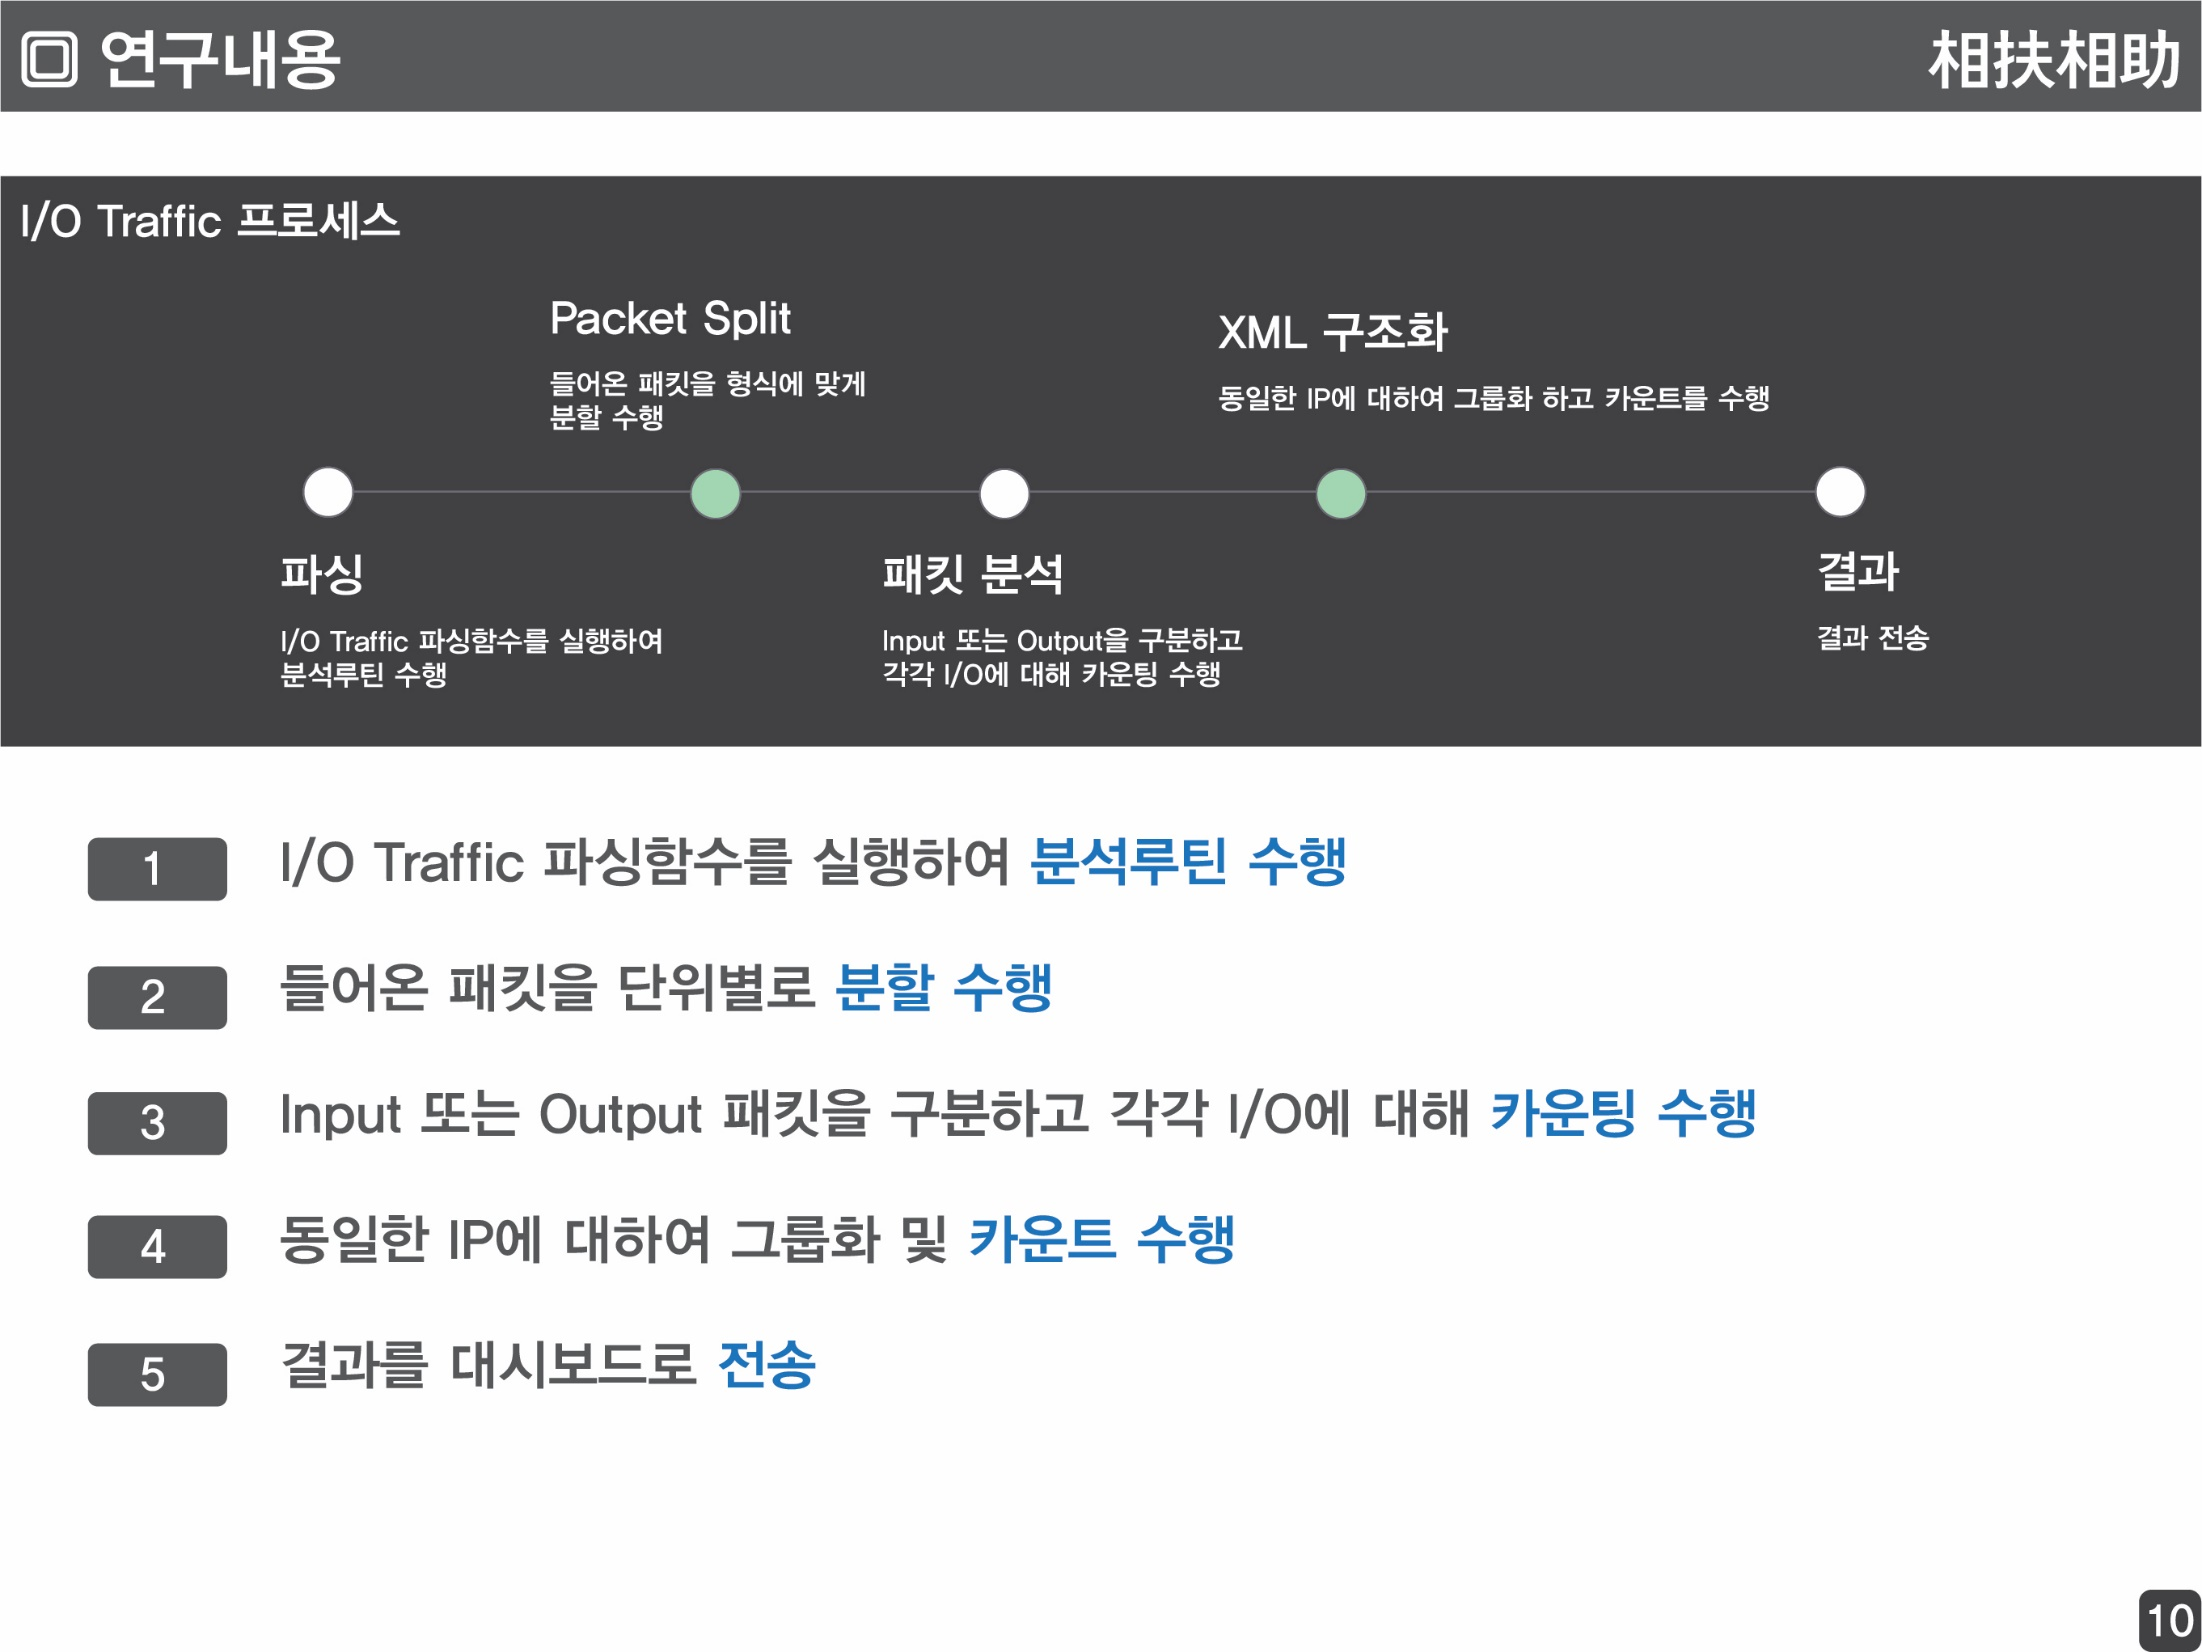 연구내용
相扶相助
I/O Traffic 프로세스
Packet Split
들어온 패킷을 형식에 맞게
분할 수행
XML 구조화
동일한 IP에 대하여 그룹화 하고 카운트를 수행
파싱
I/O Traffic 파싱함수를 실행하여
분석루틴 수행
패킷 분석
Input 또는 Output을 구분하고
각각 I/O에 대해 카운팅 수행
결과
결과 전송
1 I/O Traffic 파싱함수를 실행하여 분석루틴 수행
2 들어온 패킷을 단위별로 분할 수행
3 Input 또는 Output 패킷을 구분하고 각각 I/O에 대해 카운팅 수행
4 동일한 IP에 대하여 그룹화 및 카운트 수행
5 결과를 대시보드로 전송
10